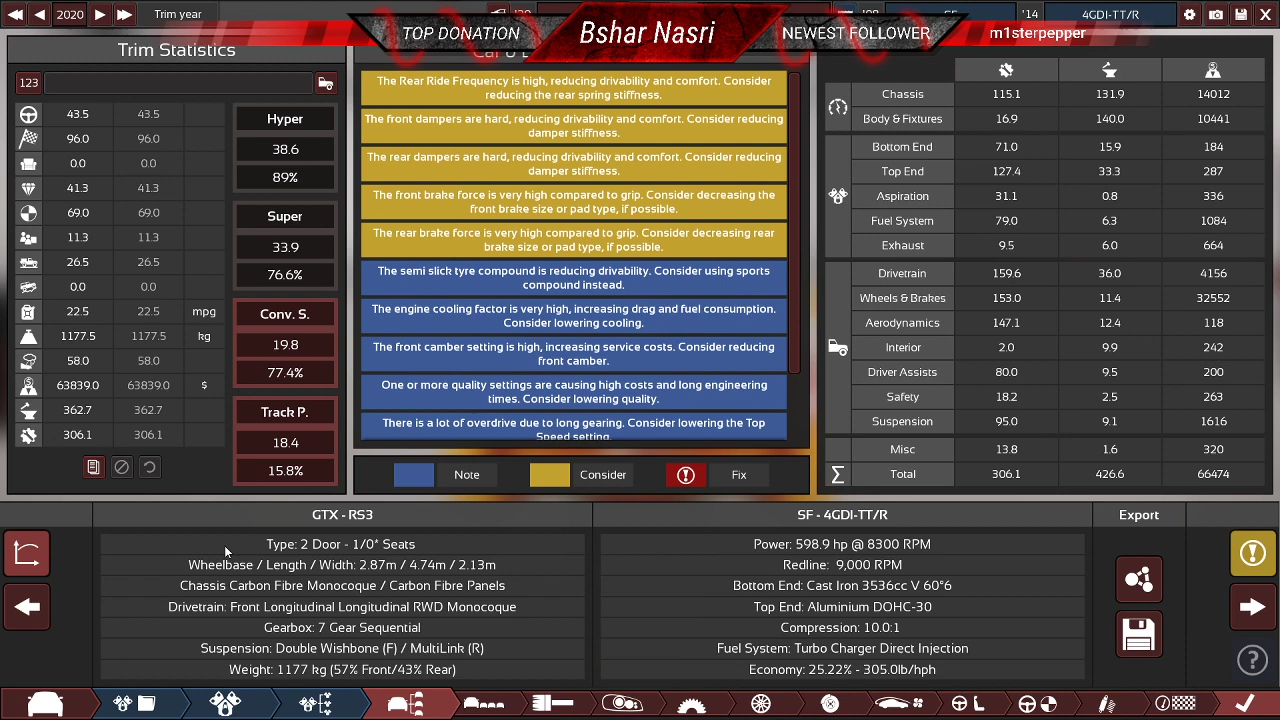 2020 Trim year '08 SF '14 4GDI-TT/R
TOP DONATION Bshar Nasri NEWEST FOLLOWER m1sterpepper
Trim Statistics
123
43.5 43.5
96.0 96.0
0.0 0.0
41.3 41.3
69.0 69.0
11.3 11.3
26.5 26.5
0.0 0.0
22.5 22.5 mpg
1177.5 1177.5 kg
58.0 58.0
63839.0 63839.0 $
362.7 362.7
306.1 306.1
Hyper
38.6
89%
Super
33.9
76.6%
Conv. S.
19.8
77.4%
Track P.
18.4
15.8%
The Rear Ride Frequency is high, reducing drivability and comfort. Consider
reducing the rear spring stiffness.
The front dampers are hard, reducing drivability and comfort. Consider reducing
damper stiffness.
The rear dampers are hard, reducing drivability and comfort. Consider reducing
damper stiffness.
The front brake force is very high compared to grip. Consider decreasing the
front brake size or pad type, if possible.
The rear brake force is very high compared to grip. Consider decreasing rear
brake size or pad type, if possible.
The semi slick tyre compound is reducing drivability. Consider using sports
compound instead.
The engine cooling factor is very high, increasing drag and fuel consumption.
Consider lowering cooling.
The front camber setting is high, increasing service costs. Consider reducing
front camber.
One or more quality settings are causing high costs and long engineering
times. Consider lowering quality.
There is a lot of overdrive due to long gearing. Consider lowering the Top
Speed setting.
Note Consider Fix
Chassis 115.1 131.9 14012
Body & Fixtures 16.9 140.0 10441
Bottom End 71.0 15.9 184
Top End 127.4 33.3 287
Aspiration 31.1 0.8 336
Fuel System 79.0 6.3 1084
Exhaust 9.5 6.0 664
Drivetrain 159.6 36.0 4156
Wheels & Brakes 153.0 11.4 32552
Aerodynamics 147.1 12.4 118
Interior 2.0 9.9 242
Driver Assists 80.0 9.5 200
Safety 18.2 2.5 263
Suspension 95.0 9.1 1616
Misc 13.8 1.6 320
Σ Total 306.1 426.6 66474
GTX - RS3
Type: 2 Door - 1/0* Seats
Wheelbase / Length / Width: 2.87m / 4.74m / 2.13m
Chassis Carbon Fibre Monocoque / Carbon Fibre Panels
Drivetrain: Front Longitudinal Longitudinal RWD Monocoque
Gearbox: 7 Gear Sequential
Suspension: Double Wishbone (F) / MultiLink (R)
Weight: 1177 kg (57% Front/43% Rear)
SF - 4GDI-TT/R
Power: 598.9 hp @ 8300 RPM
Redline: 9,000 RPM
Bottom End: Cast Iron 3536cc V 60°6
Top End: Aluminium DOHC-30
Compression: 10.0:1
Fuel System: Turbo Charger Direct Injection
Economy: 25.22% - 305.0lb/hph
Export